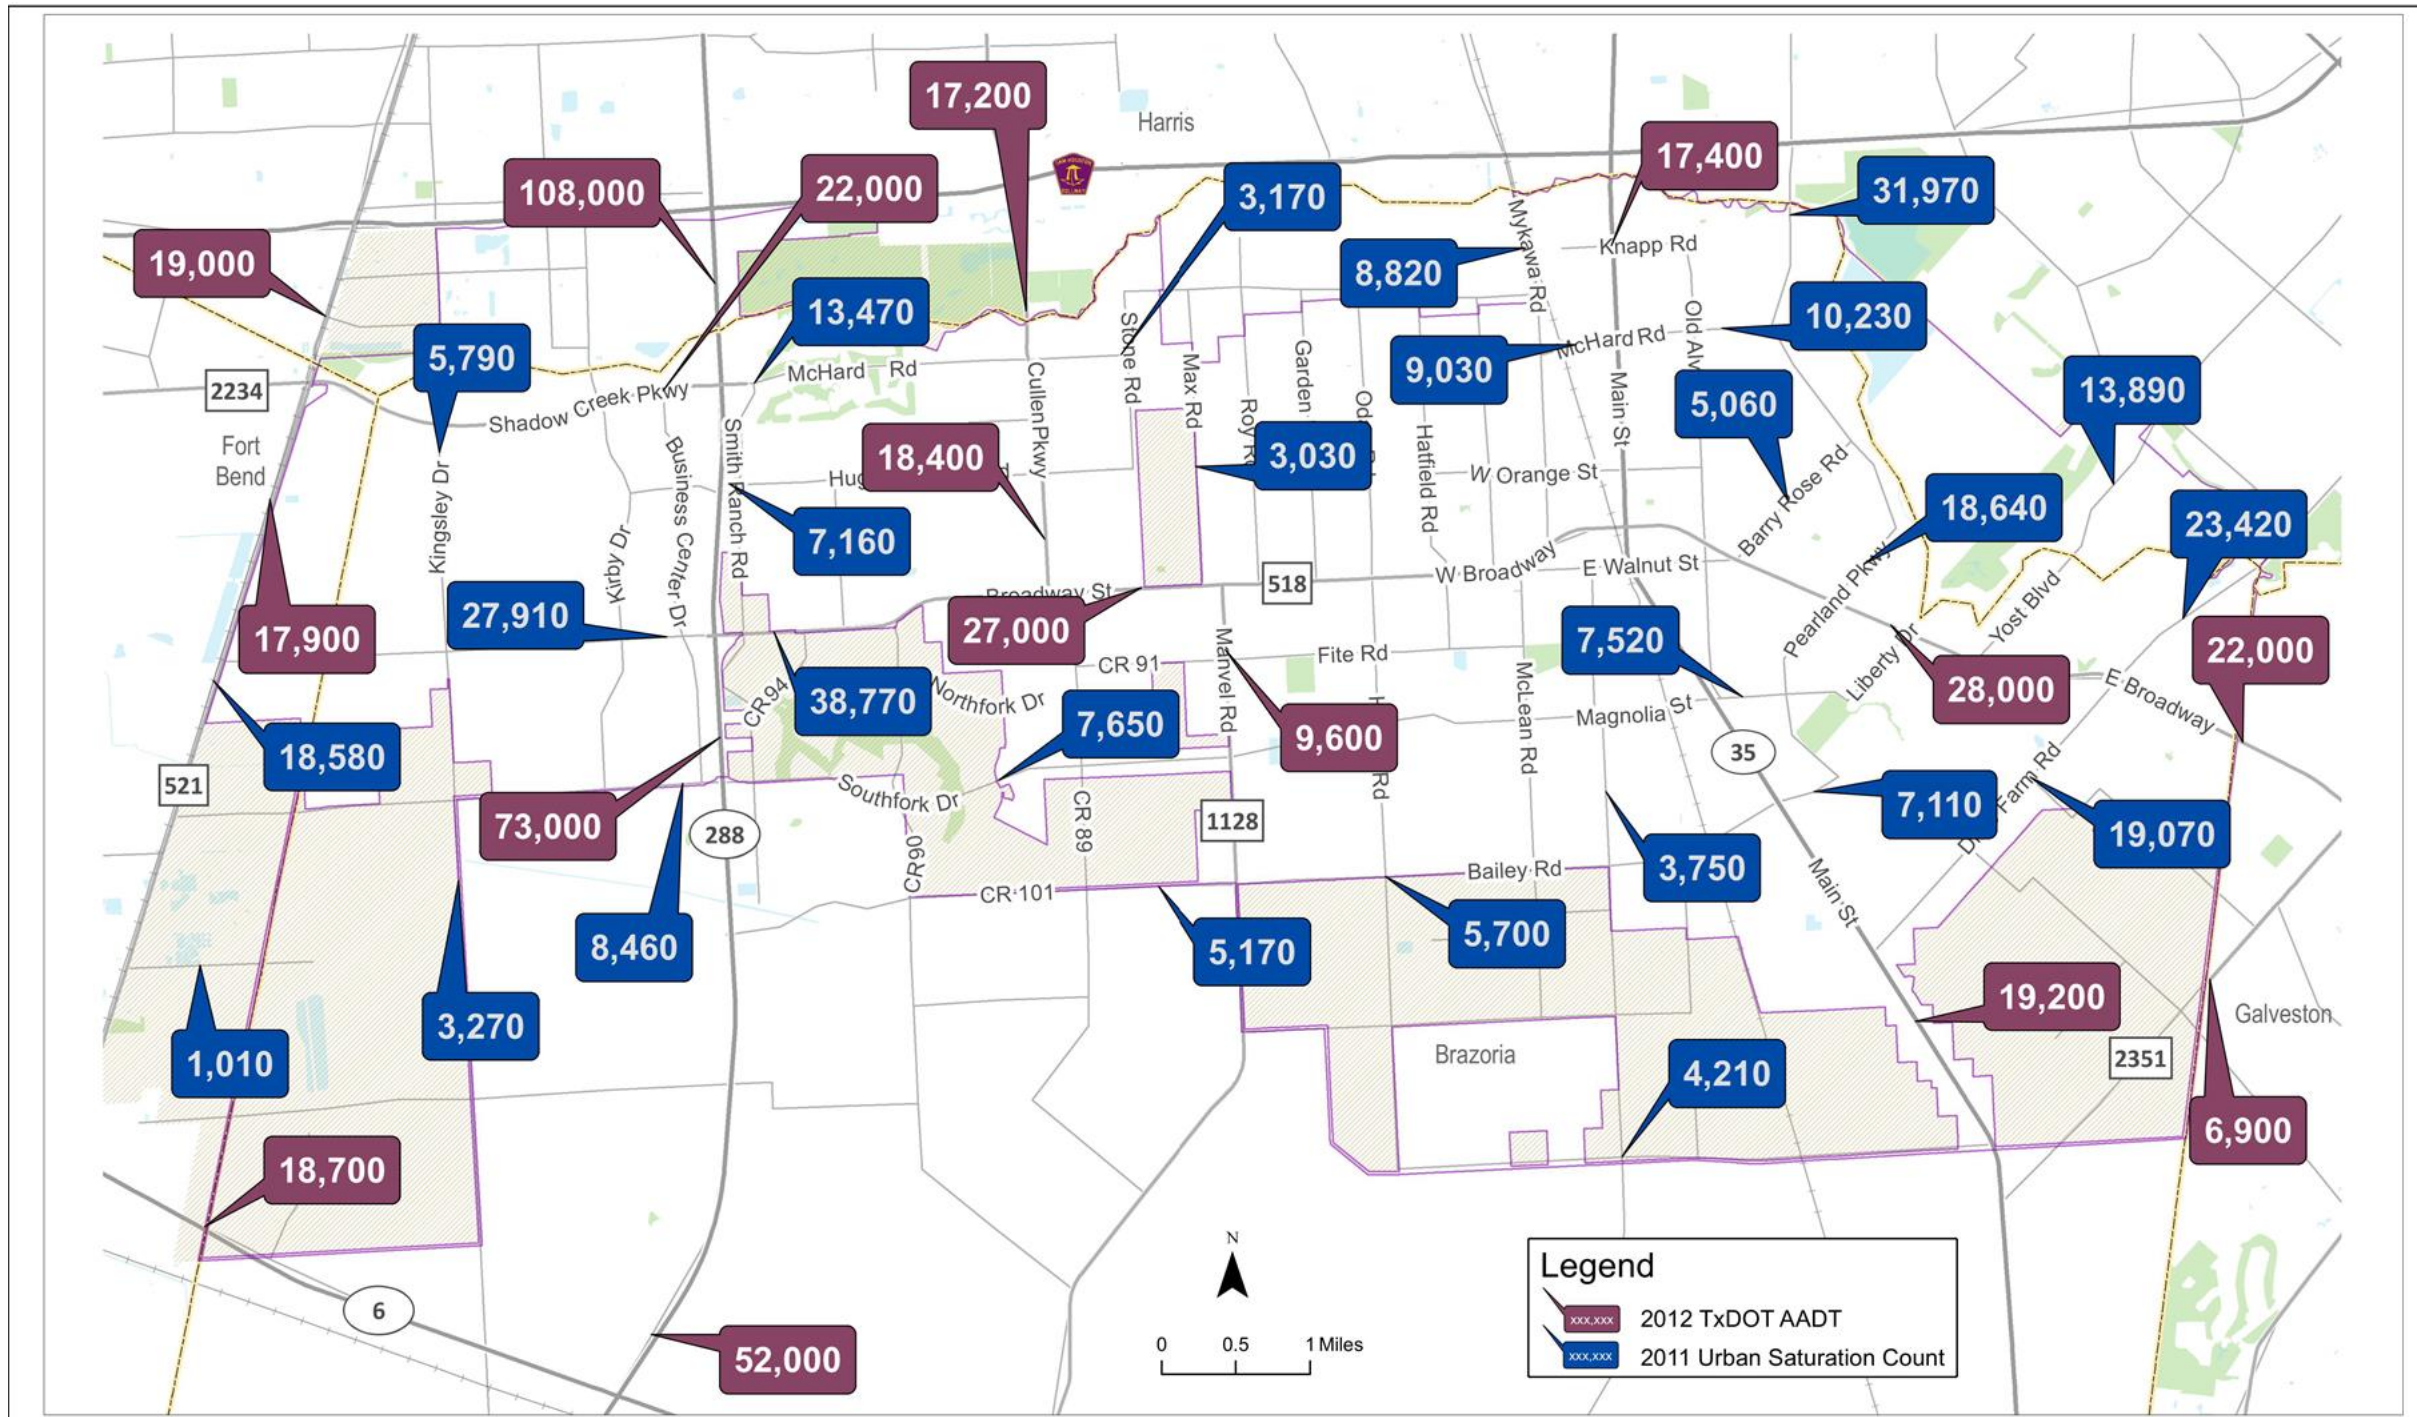 17,200
Harris
17,400
108,000
22,000
3,170
31,970
19,000
Mykawa Rd
Knapp Rd
8,820
13,470
10,230
5,790
Stone Rd
Old Alv
McHard Rd
9,030
2234
McHard Rd
Max Rd
Garden
Main St
13,890
Shadow Creek Pkwy
Cullen Pkwy
5,060
Fort
Bend
Smith Ranch Rd
Business Center Dr
18,400
3,030
Hatfield Rd
W Orange St
Barry Rose Rd
Kingsley Dr
18,640
23,420
7,160
Kirby Dr
W Broadway
E Walnut St
518
Pearland Pkwy
Yost Blvd
27,910
Broadway St
27,000
17,900
7,520
22,000
Manvel Rd
Fite Rd
CR 91
Liberty Dr
28,000
E Broadway
CR 94
38,770
Northfork Dr
7,650
9,600
McLean Rd
Magnolia St
18,580
35
521
Rd
Southfork Dr
CR 89
73,000
288
1128
7,110
Farm Rd
19,070
CR 90
3,750
Bailey Rd
Main St
CR 101
8,460
5,170
5,700
19,200
Galveston
3,270
1,010
Brazoria
4,210
2351
6,900
18,700
N
6
0 0.5 1 Miles
52,000
Legend
xxx,xxx 2012 TxDOT AADT
xxx,xxx 2011 Urban Saturation Count